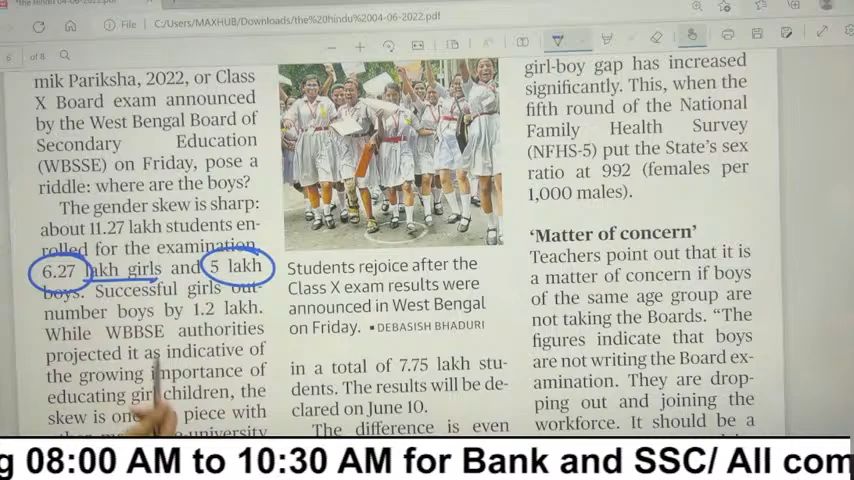 the hindu 04-06-2022.pdf
File
C:/Users/MAXHUB/Downloads/the%20hindu%2004-06-2022.pdf
6 of 8
mik Pariksha, 2022, or Class
X Board exam announced
by the West Bengal Board of
Secondary Education
(WBSSE) on Friday, pose a
riddle: where are the boys?
The gender skew is sharp:
about 11.27 lakh students en-
rolled for the examination
6.27 lakh girls and 5 lakh
boys. Successful girls out-
number boys by 1.2 lakh.
While WBBSE authorities
projected it as indicative of
the growing importance of
educating girl children, the
skew is one piece with
university
Students rejoice after the
Class X exam results were
announced in West Bengal
on Friday. ▪ DEBASISH BHADURI
in a total of 7.75 lakh stu-
dents. The results will be de-
clared on June 10.
The difference is even
girl-boy gap has increased
significantly. This, when the
fifth round of the National
Family Health Survey
(NFHS-5) put the State's sex
ratio at 992 (females per
1,000 males).
'Matter of concern'
Teachers point out that it is
a matter of concern if boys
of the same age group are
not taking the Boards. "The
figures indicate that boys
are not writing the Board ex-
amination. They are drop-
ping out and joining the
workforce. It should be a
g 08:00 AM to 10:30 AM for Bank and SSC/ All com